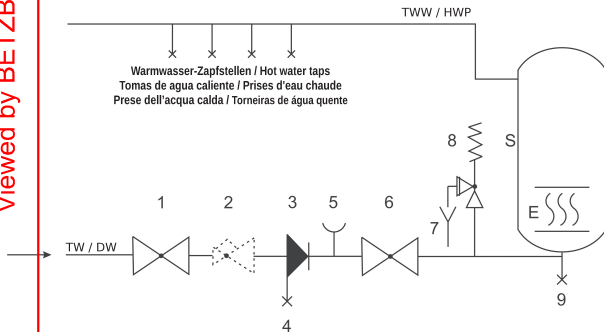 TWW / HWP
Warmwasser-Zapfstellen / Hot water taps
Tomas de agua caliente / Prises d'eau chaude
Prese dell'acqua calda / Torneiras de água quente
Viewed by BETZB
8
S
1
2
3
5
6
7
E
TW / DW
9
4